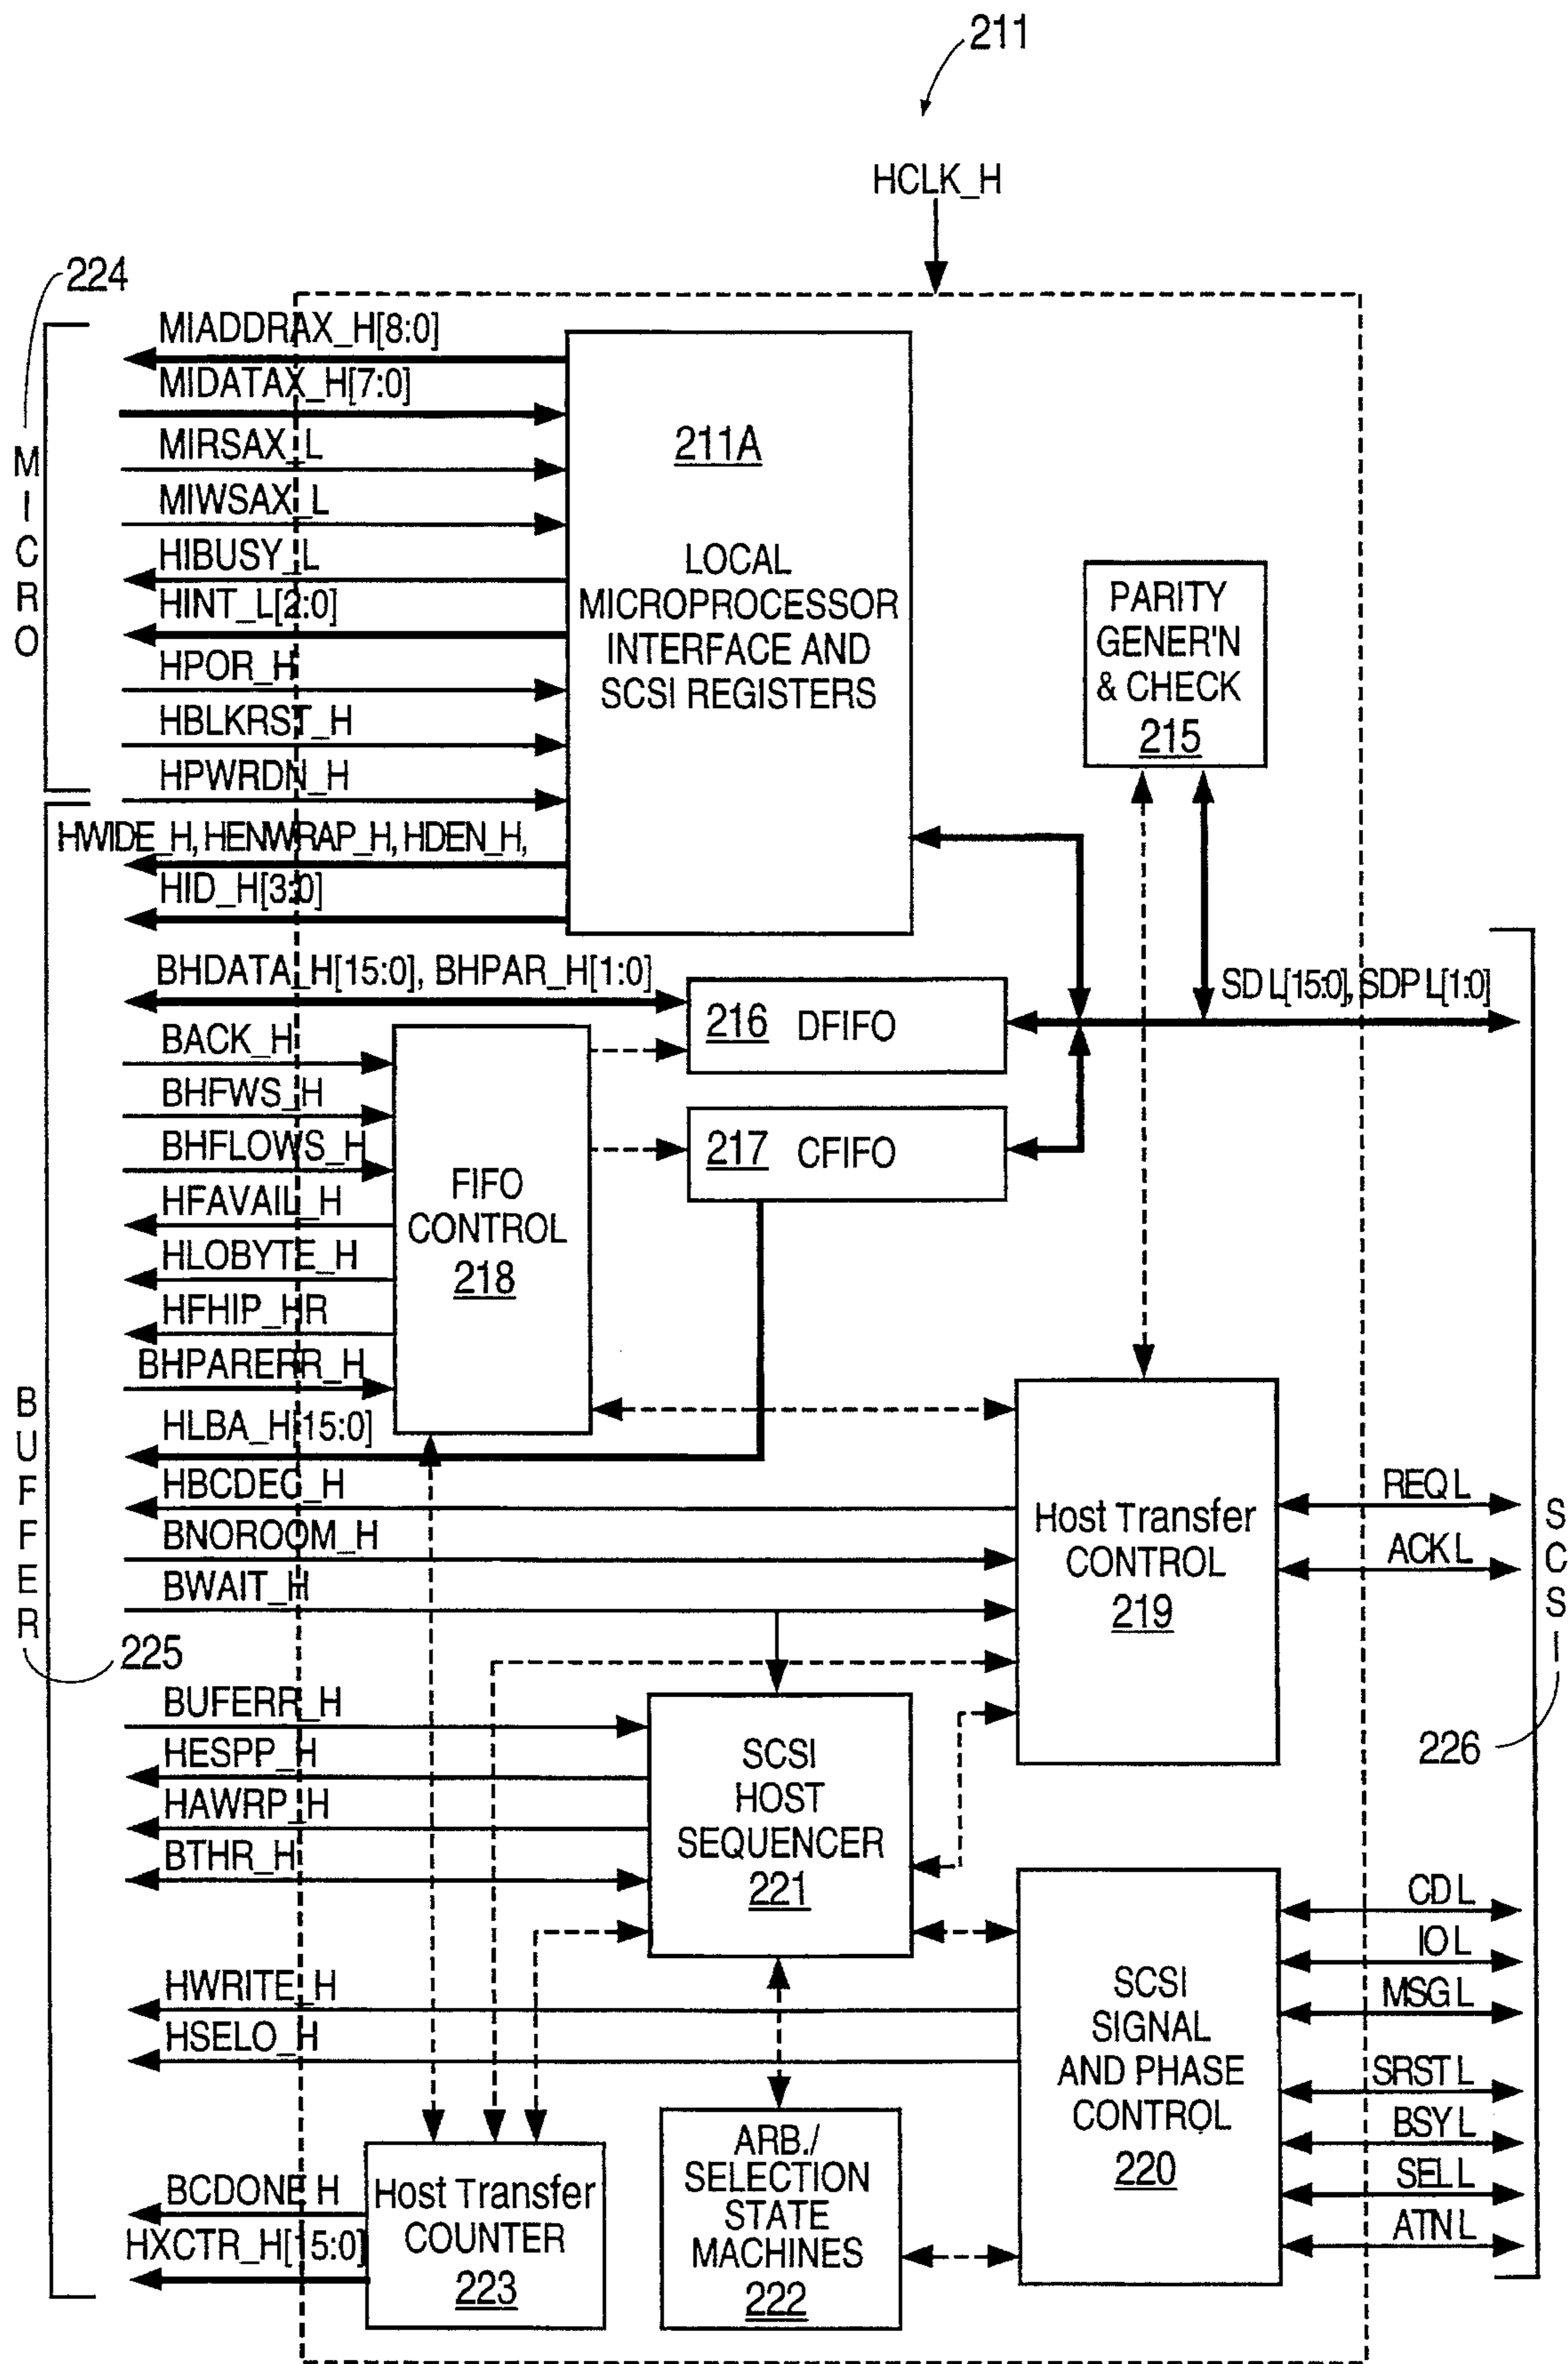 211
HCLK_H
224
MICRO
MIADDRAX_H[8:0]
MIDATAX_H[7:0]
MIRSAX_L
MIWSAX_L
HIBUSY_L
HINT_L[2:0]
HPOR_H
HBLKRST_H
HPWRDN_H
HWIDE_H, HENWRAP_H, HDEN_H,
HID_H[3:0]
211A
LOCAL
MICROPROCESSOR
INTERFACE AND
SCSI REGISTERS
PARITY
GENER'N
& CHECK
215
BHDATA_H[15:0], BHPAR_H[1:0]
216 DFIFO
SD L[15:0], SDP L[1:0]
BACK_H
BHFWS_H
BHFLOWS_H
HFAVAIL_H
HLOBYTE_H
HFHIP_HR
BHPARERR_H
HLBA_H[15:0]
217 CFIFO
FIFO
CONTROL
218
BUFFER
225
HBCDEC_H
BNOROOM_H
BWAIT_H
Host Transfer
CONTROL
219
REQ L
ACK L
SCSI
226
BUFERR_H
HESPP_H
HAWRP_H
BTHR_H
SCSI
HOST
SEQUENCER
221
HWRITE_H
HSELO_H
SCSI
SIGNAL
AND PHASE
CONTROL
220
CD L
IO L
MSG L
SRST L
BSY L
SEL L
ATN L
BCDONE H
HXCTR_H[15:0]
Host Transfer
COUNTER
223
ARB./
SELECTION
STATE
MACHINES
222